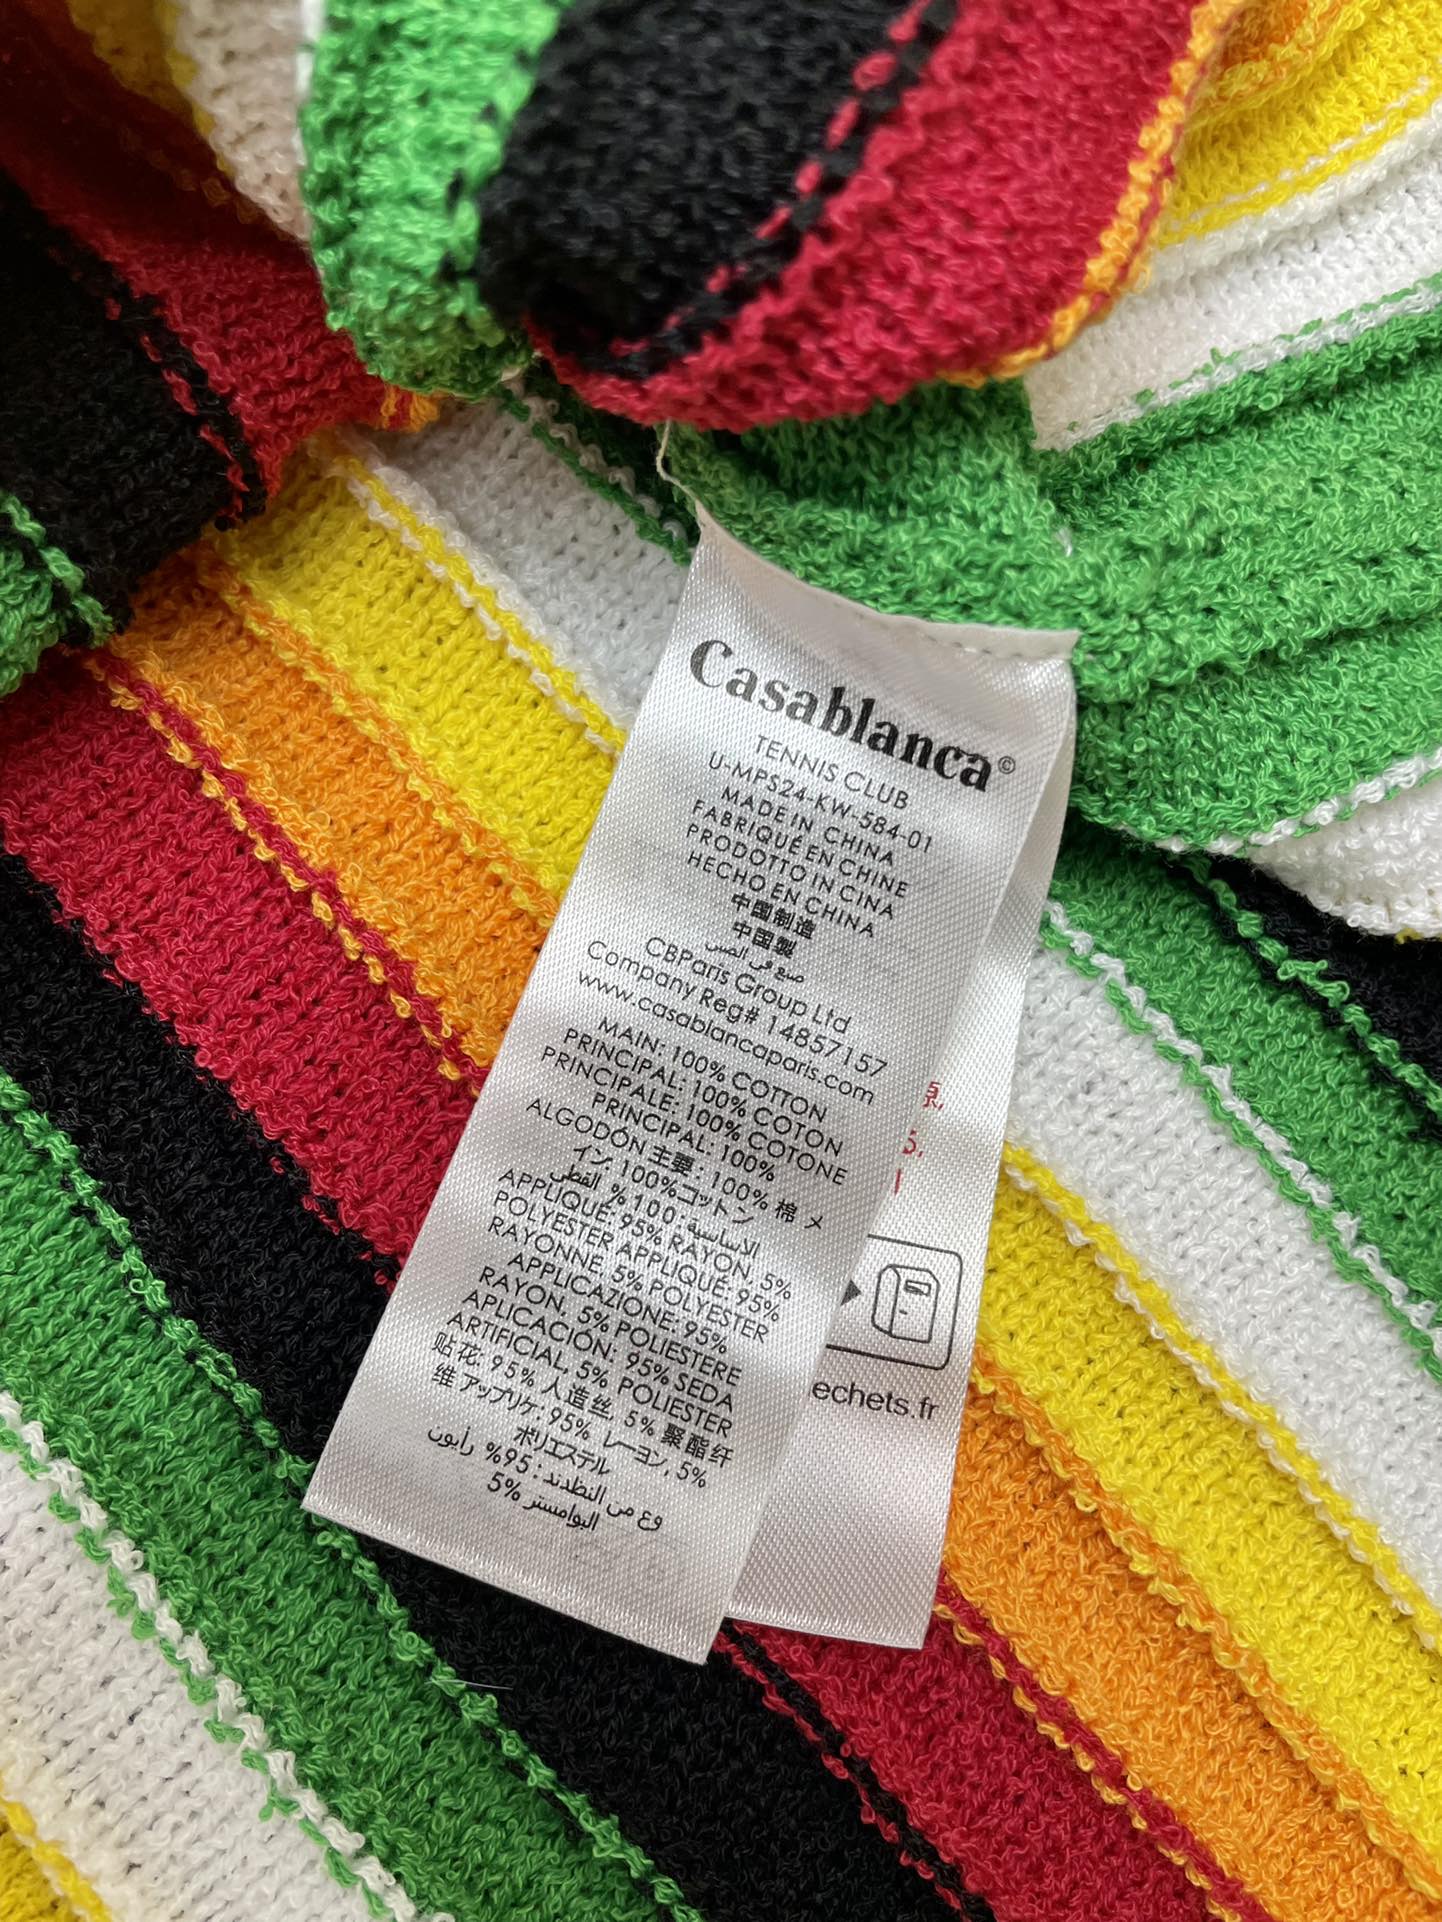 Casablanca©
TENNIS CLUB
U-MPS24-KW-584-01
MADE IN CHINA
FABRIQUÉ EN CHINE
PRODOTTO IN CINA
HECHO EN CHINA
中国制造
中国製
صنع في الصين
CBParis Group Ltd
Company Reg# 14857157
www.casablancaparis.com
MAIN: 100% COTTON
PRINCIPAL: 100% COTON
PRINCIPALE: 100% COTONE
PRINCIPAL: 100%
ALGODÓN 主要: 100% 棉 メ
イン: 100%コットン
الاساسية: 100% القطن
APPLIQUE: 95% RAYON, 5%
POLYESTER APPLIQUÉ: 95%
RAYONNE, 5% POLYESTER
APPLICAZIONE: 95%
RAYON, 5% POLIESTERE
APLICACIÓN: 95% SEDA
ARTIFICIAL, 5% POLIESTER
贴花: 95% 人造丝, 5% 聚酯纤
维 アップリケ: 95% レーヨン, 5%
ポリエステル
95% رايون
5%
echets.fr